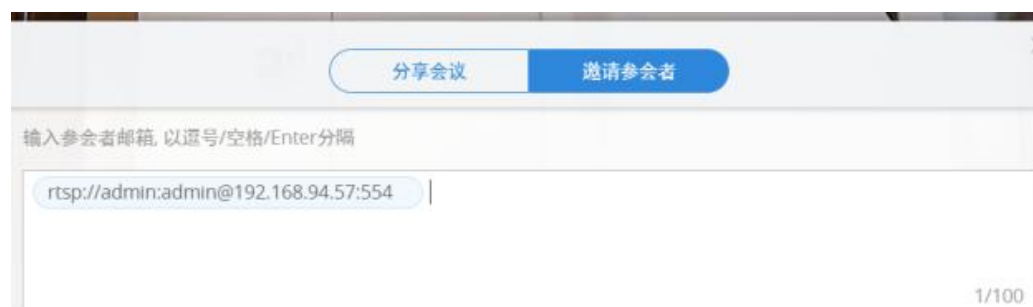 分享会议 邀请参会者
输入参会者邮箱, 以逗号/空格/Enter分隔
rtsp://admin:admin@192.168.94.57:554
1/100